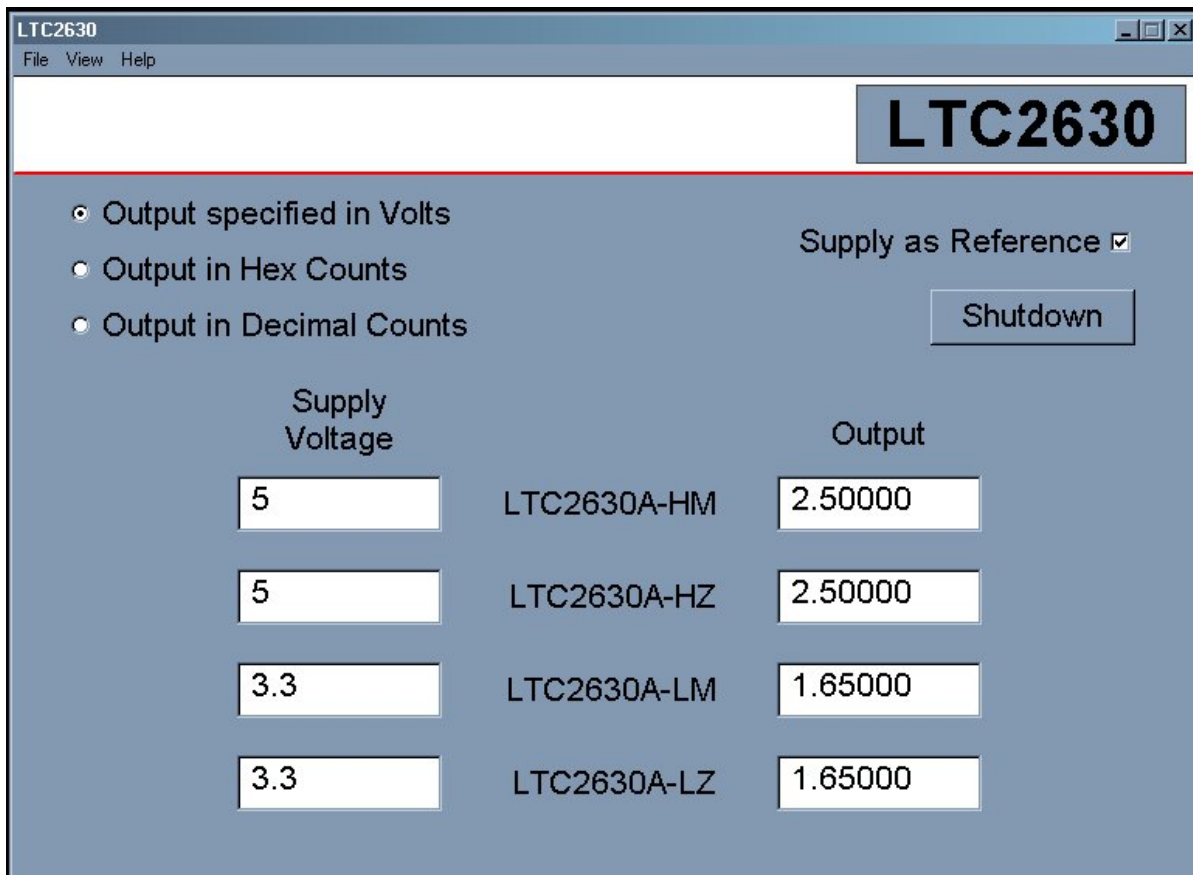 LTC2630
File View Help
LTC2630
Output specified in Volts
Output in Hex Counts
Output in Decimal Counts
Supply as Reference
Shutdown
Supply
Voltage
Output
5 LTC2630A-HM 2.50000
5 LTC2630A-HZ 2.50000
3.3 LTC2630A-LM 1.65000
3.3 LTC2630A-LZ 1.65000